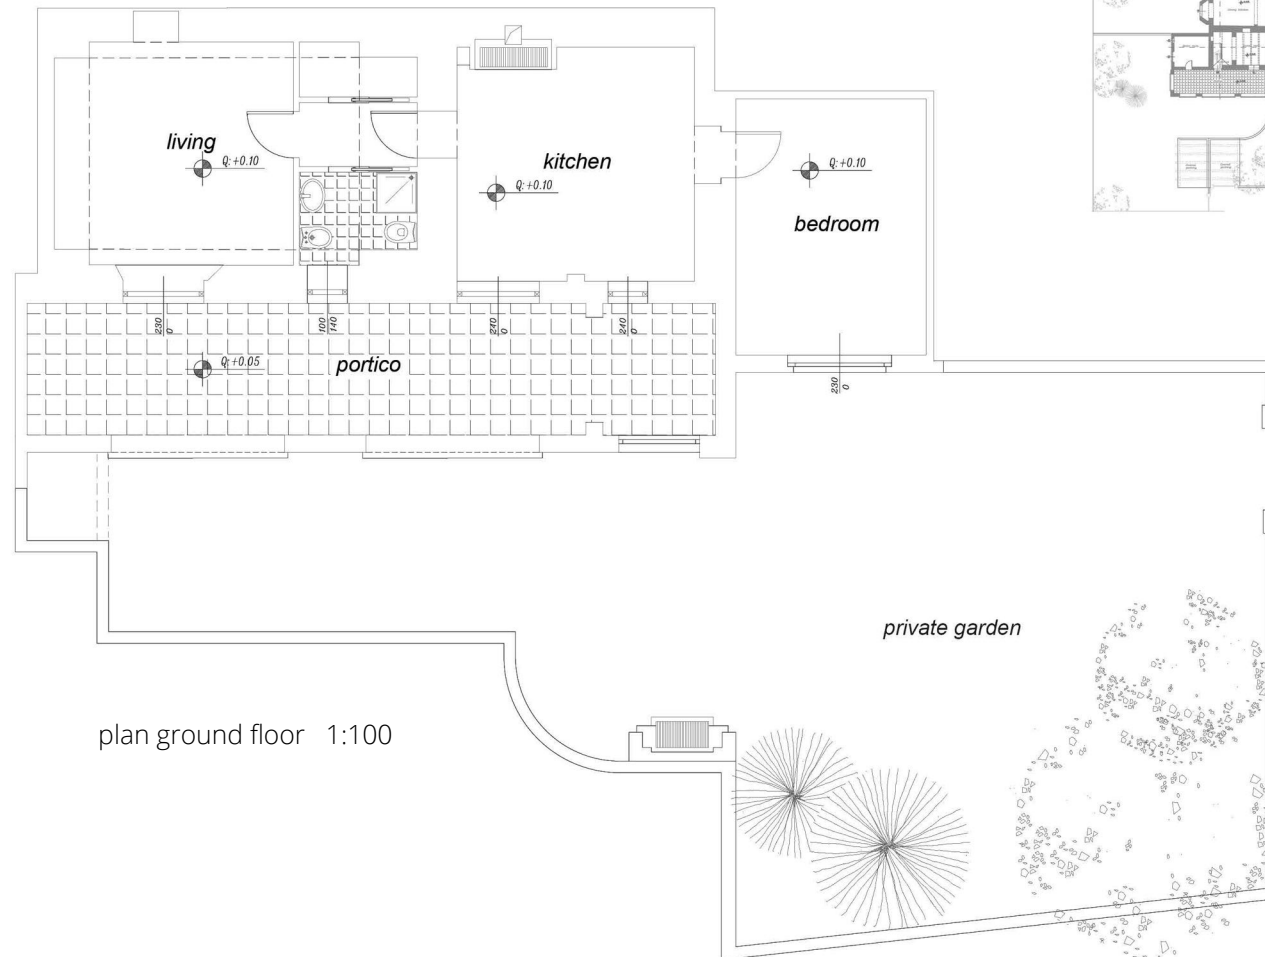 living
Q:+0.10
kitchen
Q:+0.10
Q:+0.10
bedroom
230
0
100
140
240
0
240
0
Q:+0.05
portico
230
0
private garden
plan ground floor 1:100